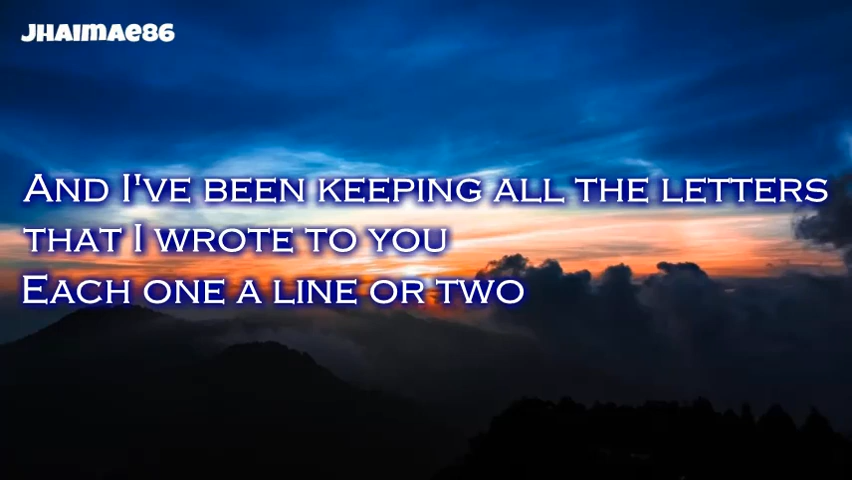 Jhaimae86
And I've been keeping all the letters
that I wrote to you
Each one a line or two